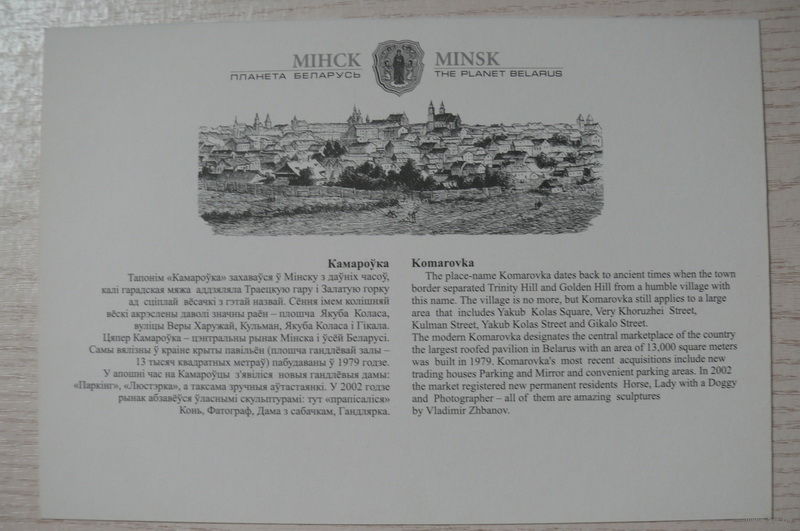 МІНСК
ПЛАНЕТА БЕЛАРУСЬ
MINSK
THE PLANET BELARUS
Камароўка
Тапонім «Камароўка» захаваўся ў Мінску з даўніх часоў,
калі гарадская мяжа аддзяляла Траецкую гару і Залатую горку
ад сціплай вёсачкі з гэтай назвай. Сёння імем колішняй
вёскі акрэслены даволі значны раён – плошча Якуба Коласа,
вуліцы Веры Харужай, Кульман, Якуба Коласа і Гікала.
Цяпер Камароўка – цэнтральны рынак Мінска і ўсёй Беларусі.
Самы вялізны ў краіне крыты павільён (плошча гандлёвай залы –
13 тысяч квадратных метраў) пабудаваны ў 1979 годзе.
У апошні час на Камароўцы з'явіліся новыя гандлёвыя дамы:
«Паркінг», «Люстэрка», а таксама зручныя аўтастаянкі. У 2002 годзе
рынак абзавёўся ўласнымі скульптурамі: тут «прапісаліся»
Конь, Фатограф, Дама з сабачкам, Гандлярка.
Komarovka
The place-name Komarovka dates back to ancient times when the town
border separated Trinity Hill and Golden Hill from a humble village with
this name. The village is no more, but Komarovka still applies to a large
area that includes Yakub Kolas Square, Very Khoruzhei Street,
Kulman Street, Yakub Kolas Street and Gikalo Street.
The modern Komarovka designates the central marketplace of the country
the largest roofed pavilion in Belarus with an area of 13,000 square meters
was built in 1979. Komarovka's most recent acquisitions include new
trading houses Parking and Mirror and convenient parking areas. In 2002
the market registered new permanent residents Horse, Lady with a Doggy
and Photographer – all of them are amazing sculptures
by Vladimir Zhbanov.